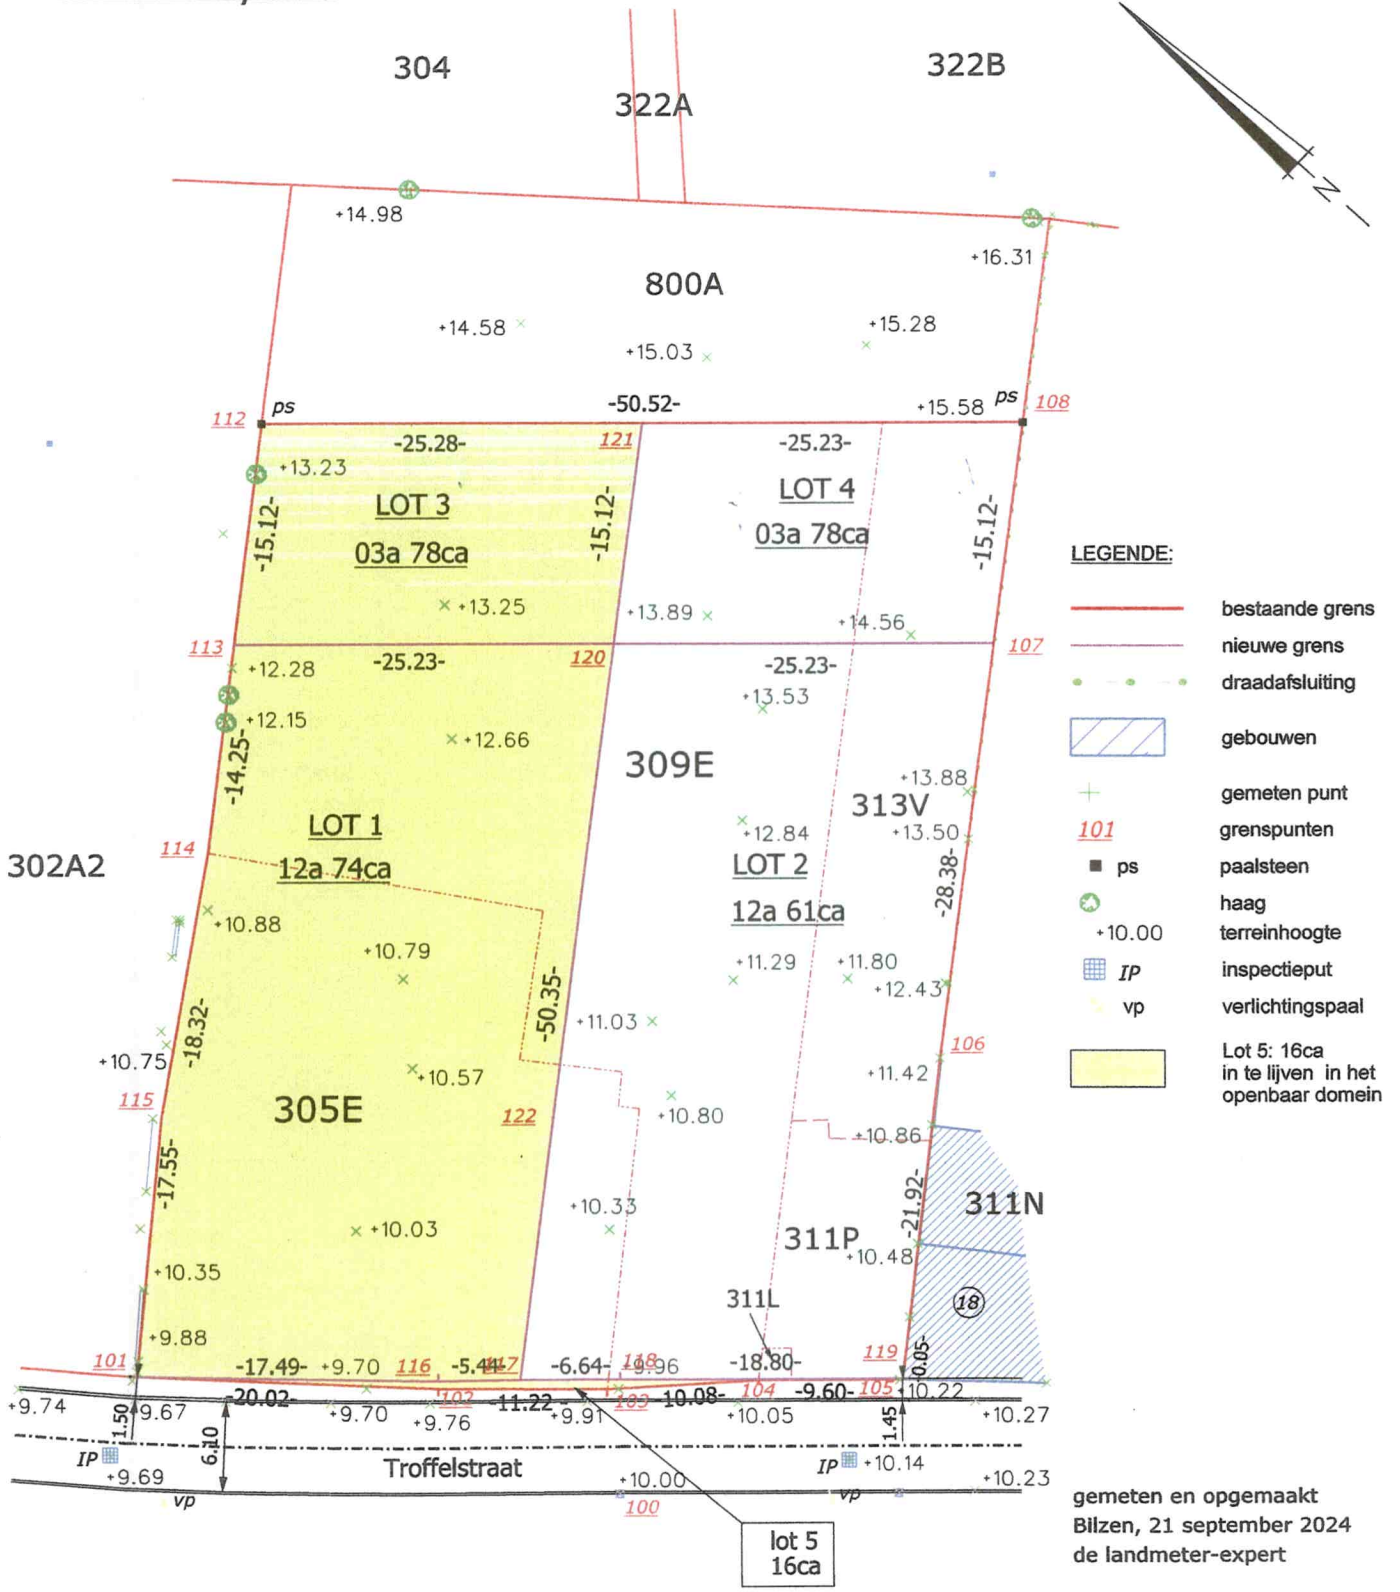 304
322B
322A
N
+14.98
+16.31
800A
+14.58
+15.28
+15.03
112
ps
-50.52-
+15.58
ps
108
-25.28-
121
-25.23-
+13.23
LOT 3
LOT 4
03a 78ca
03a 78ca
-15.12-
-15.12-
-15.12-
LEGENDE:
+13.25
+13.89
+14.56
bestaande grens
113
120
107
nieuwe grens
+12.28
-25.23-
-25.23-
draadafsluiting
+12.15
+13.53
+12.66
gebouwen
-14.25-
309E
+13.88
313V
gemeten punt
LOT 1
+12.84
+13.50
101
grenspunten
114
302A2
12a 74ca
LOT 2
ps
paalsteen
-28.38-
haag
+10.88
12a 61ca
+10.00
terreinhoogte
+10.79
+11.29
+11.80
IP
inspectieput
+12.43
-50.35-
vp
verlichtingspaal
-18.32-
+11.03
106
Lot 5: 16ca
+10.75
+10.57
+11.42
in te lijven in het
openbaar domein
115
305E
122
+10.80
+10.86
-17.55-
-21.92-
311N
+10.03
+10.33
311P
+10.48
+10.35
311L
18
+9.88
101
-17.49-
+9.70
116
-5.44-
117
-6.64-
118
9.96
-18.80-
119
0.05-
102
103
104
105
+10.22
+9.74
+9.67
-20.02-
+9.70
+9.76
-11.22-
+9.91
-10.08-
+10.05
-9.60-
+10.27
1.50
6.10
1.45
IP
+9.69
Troffelstraat
IP
+10.14
+10.00
+10.23
vp
100
vp
gemeten en opgemaakt
Bilzen, 21 september 2024
de landmeter-expert
lot 5
16ca